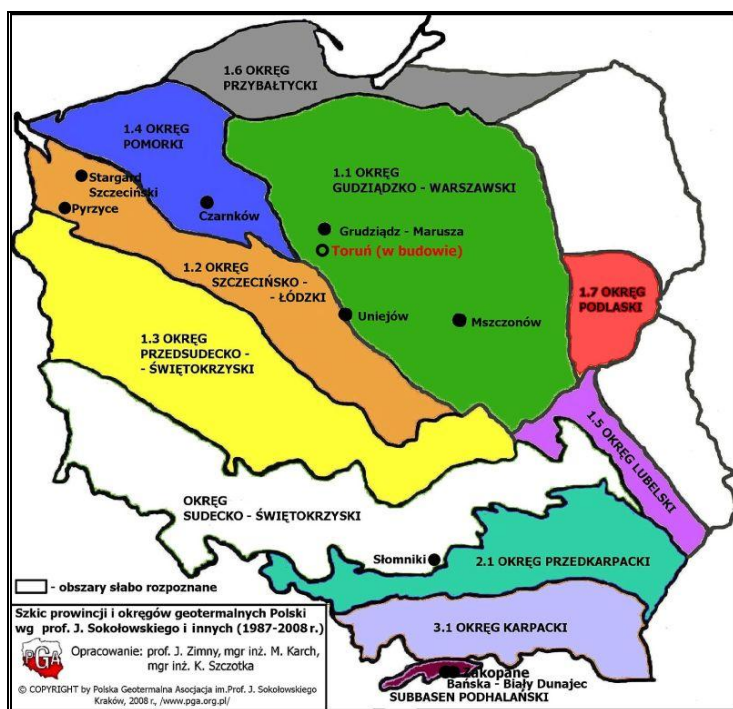 1.6 OKRĘG
PRZYBAŁTYCKI
1.4 OKRĘG
POMORKI
1.1 OKRĘG
GUDZIĄDZKO - WARSZAWSKI
Stargard
Szczeciński
Pyrzyce
Czarnków
Grudziądz - Marusza
Toruń (w budowie)
1.2 OKRĘG
SZCZECIŃSKO -
- ŁÓDZKI
1.7 OKRĘG
PODLASKI
Uniejów
Mszczonów
1.3 OKRĘG
PRZEDSUDECKO -
- ŚWIĘTOKRZYSKI
1.5 OKRĘG LUBELSKI
OKRĘG
SUDECKO - ŚWIĘTOKRZYSKI
Słomniki
2.1 OKRĘG PRZEDKARPACKI
- obszary słabo rozpoznane
3.1 OKRĘG KARPACKI
Zakopane
Bańska - Biały Dunajec
SUBBASEN PODHALAŃSKI
Szkic prowincji i okręgów geotermalnych Polski
wg prof. J. Sokołowskiego i innych (1987-2008 r.)
PGA
Opracowanie: prof. J. Zimny, mgr inż. M. Karch,
mgr inż. K. Szczotka
© COPYRIGHT by Polska Geotermalna Asocjacja im.Prof. J. Sokołowskiego
Kraków, 2008 r., /www.pga.org.pl/